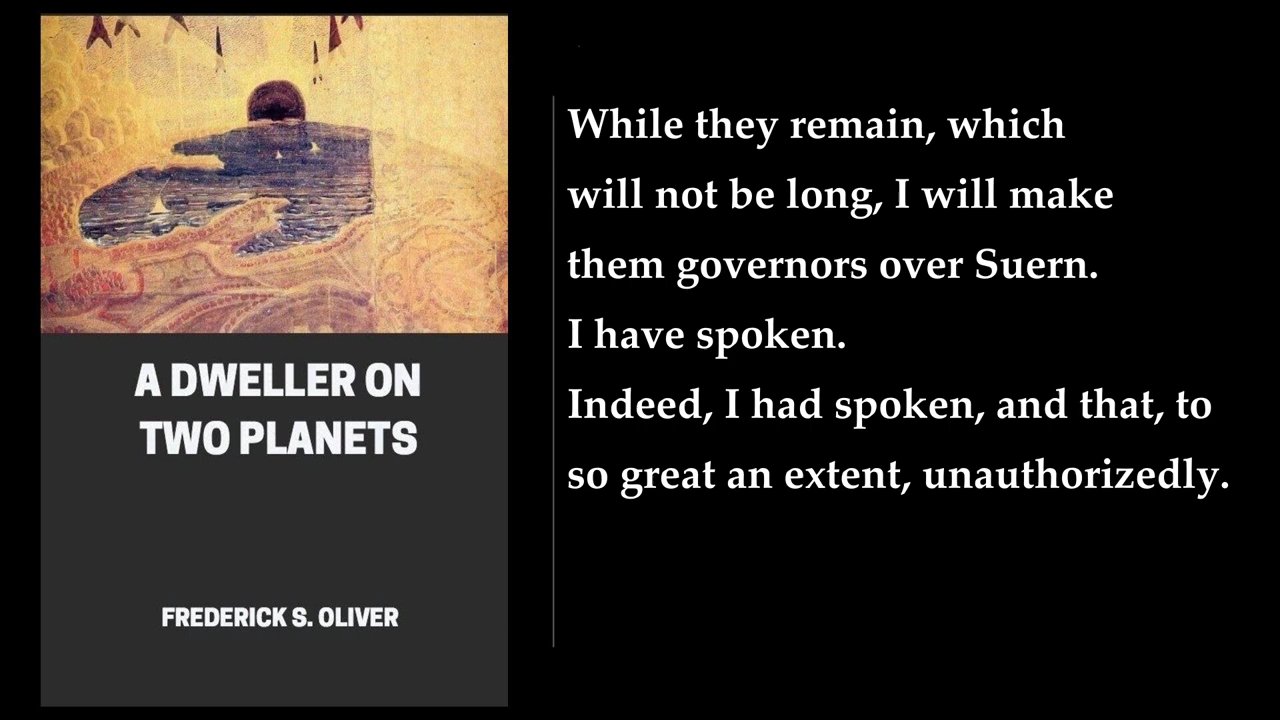 A DWELLER ON
TWO PLANETS
FREDERICK S. OLIVER
While they remain, which
will not be long, I will make
them governors over Suern.
I have spoken.
Indeed, I had spoken, and that, to
so great an extent, unauthorizedly.